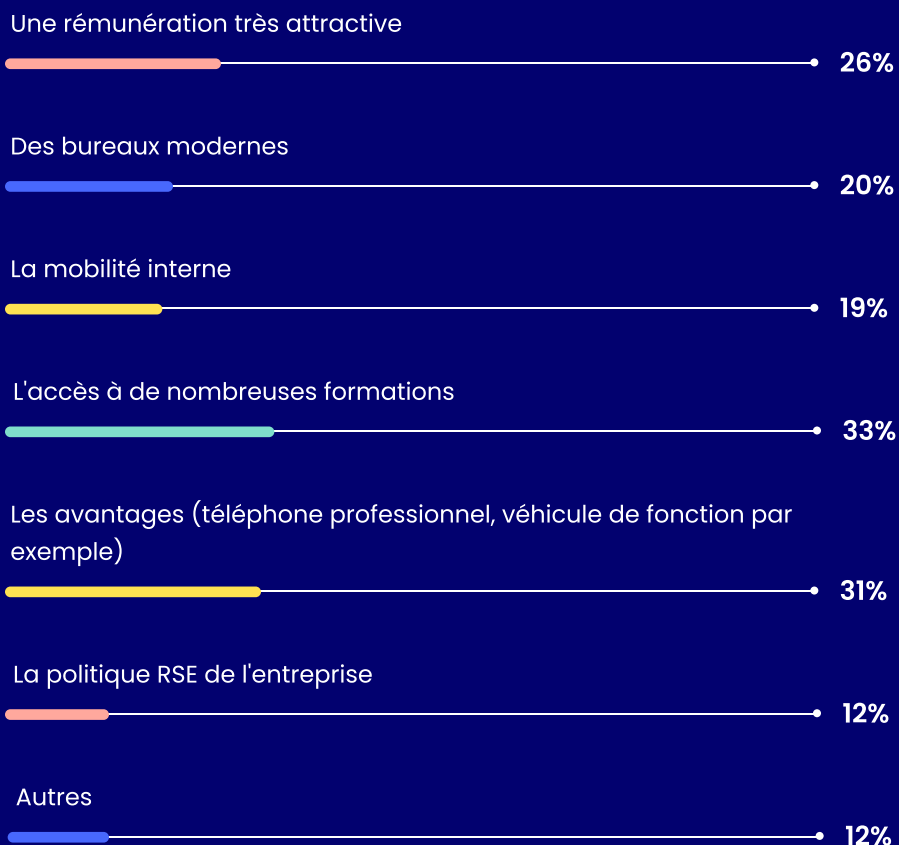 Une rémunération très attractive
26%
Des bureaux modernes
20%
La mobilité interne
19%
L'accès à de nombreuses formations
33%
Les avantages (téléphone professionnel, véhicule de fonction par
exemple)
31%
La politique RSE de l'entreprise
12%
Autres
12%